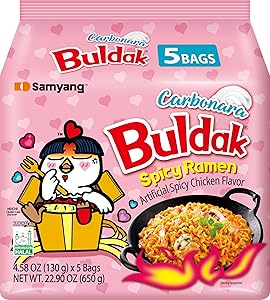 Carbonara
Buldak
5 BAGS
Samyang
Carbonara
Buldak
Spicy Ramen
Artificial Spicy Chicken Flavor
HALAL
4.58 OZ (130 g) x 5 Bags
NET WT. 22.90 OZ (650 g)